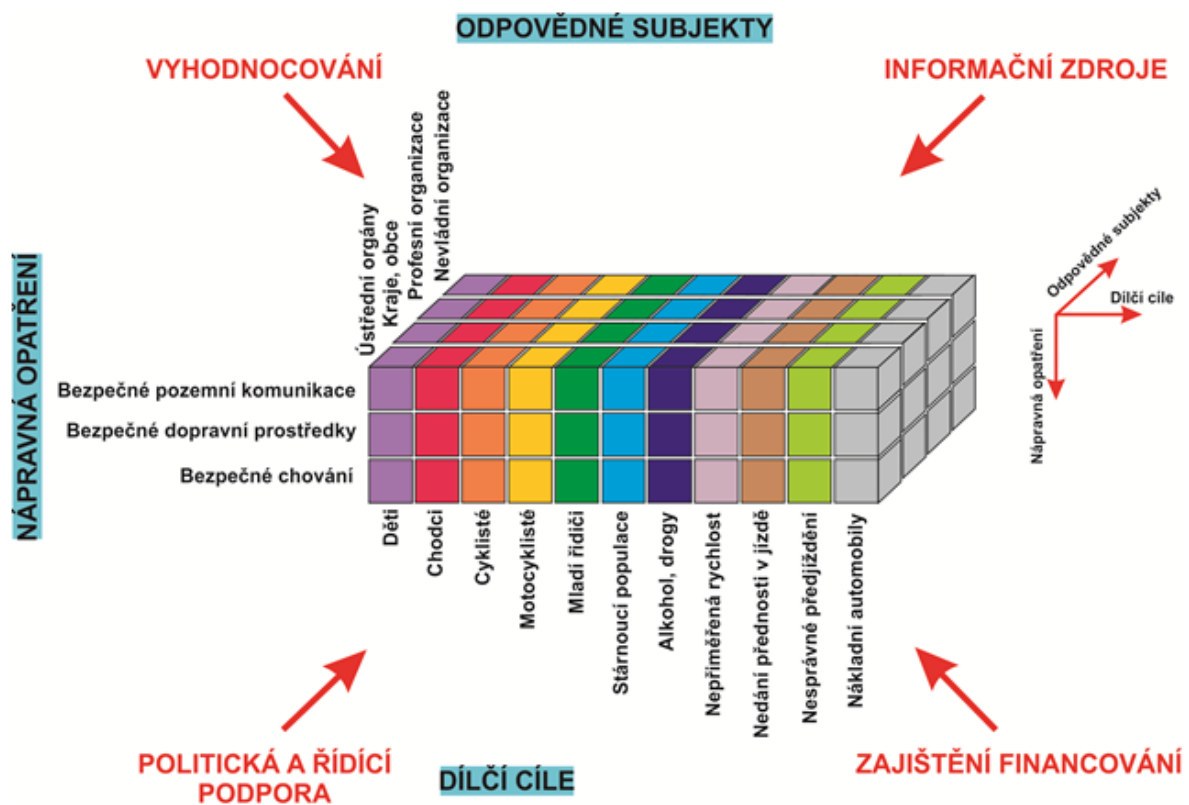 ODPOVĚDNÉ SUBJEKTY
VYHODNOCOVÁNÍ
INFORMAČNÍ ZDROJE
NÁPRAVNÁ OPATŘENÍ
Ústřední orgány
Kraje, obce
Profesní organizace
Nevládní organizace
Bezpečné pozemní komunikace
Bezpečné dopravní prostředky
Bezpečné chování
Děti
Chodci
Cyklisté
Motocyklisté
Mladí řidiči
Stárnoucí populace
Alkohol, drogy
Nepřiměřená rychlost
Nedání přednosti v jízdě
Nesprávné předjíždění
Nákladní automobily
Odpovědné subjekty
Dílčí cíle
Nápravná opatření
POLITICKÁ A ŘÍDÍCÍ
PODPORA
DÍLČÍ CÍLE
ZAJIŠTĚNÍ FINANCOVÁNÍ